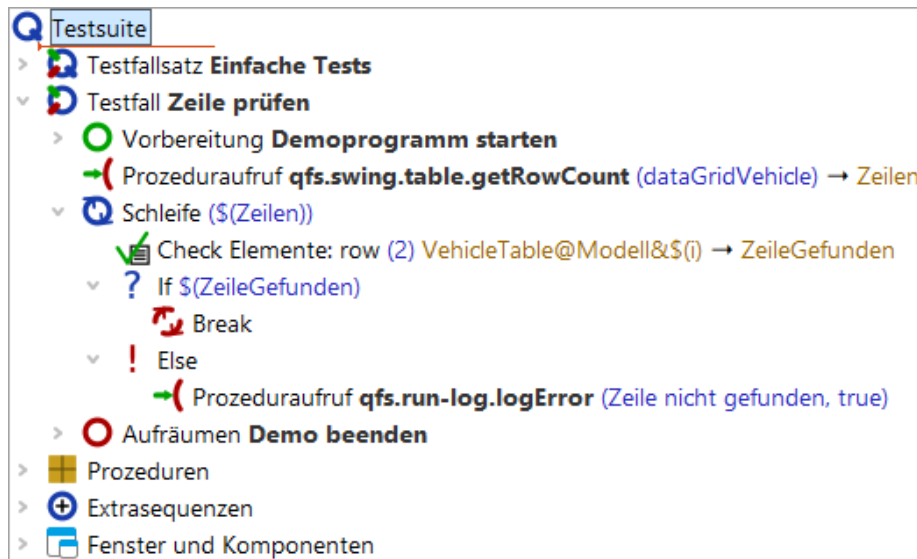 Testsuite
Testfallsatz Einfache Tests
Testfall Zeile prüfen
Vorbereitung Demoprogramm starten
Prozeduraufruf qfs.swing.table.getRowCount (dataGridVehicle) → Zeilen
Schleife ($(Zeilen))
Check Elemente: row (2) VehicleTable@Modell&$(i) → ZeileGefunden
If $(ZeileGefunden)
Break
Else
Prozeduraufruf qfs.run-log.logError (Zeile nicht gefunden, true)
Aufräumen Demo beenden
Prozeduren
Extrasequenzen
Fenster und Komponenten